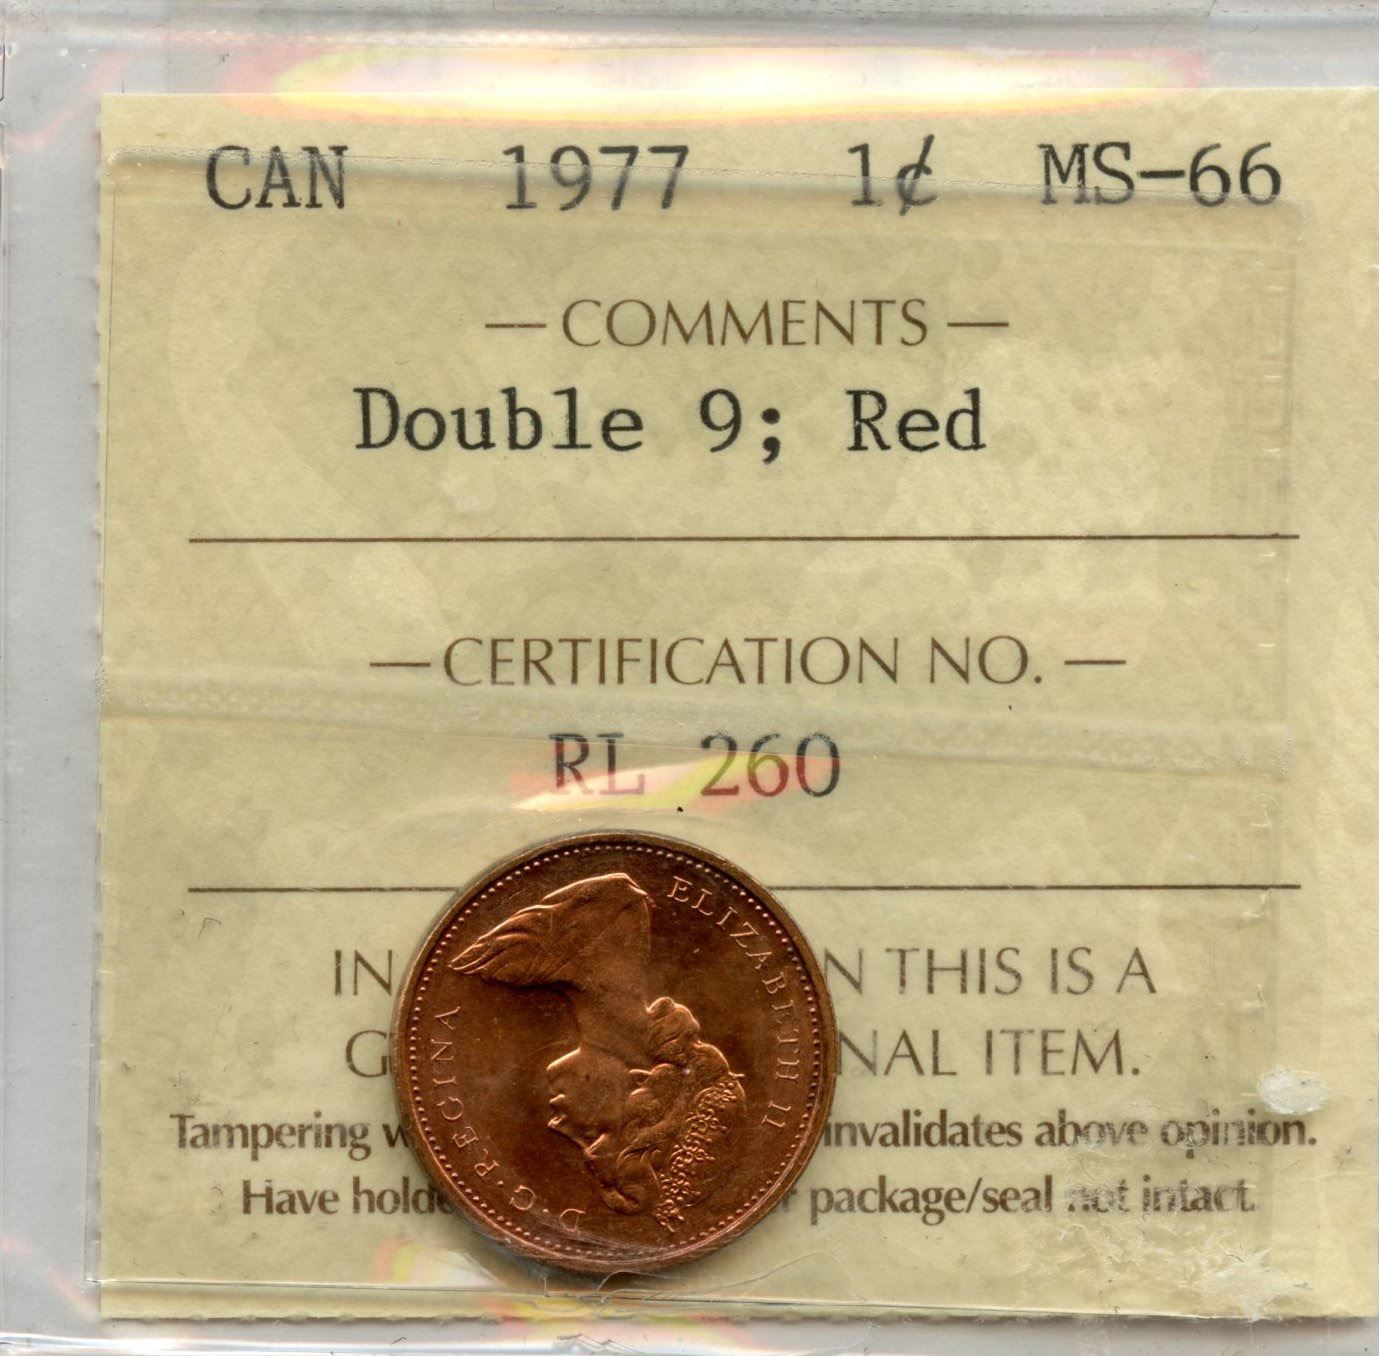 CAN 1977 1¢ MS-66
— COMMENTS —
Double 9; Red
— CERTIFICATION NO. —
RL 260
IN N THIS IS A
G NAL ITEM.
Tampering w invalidates above opinion.
Have holde r package/seal not intact.
ELIZABETH II
D·G·REGINA